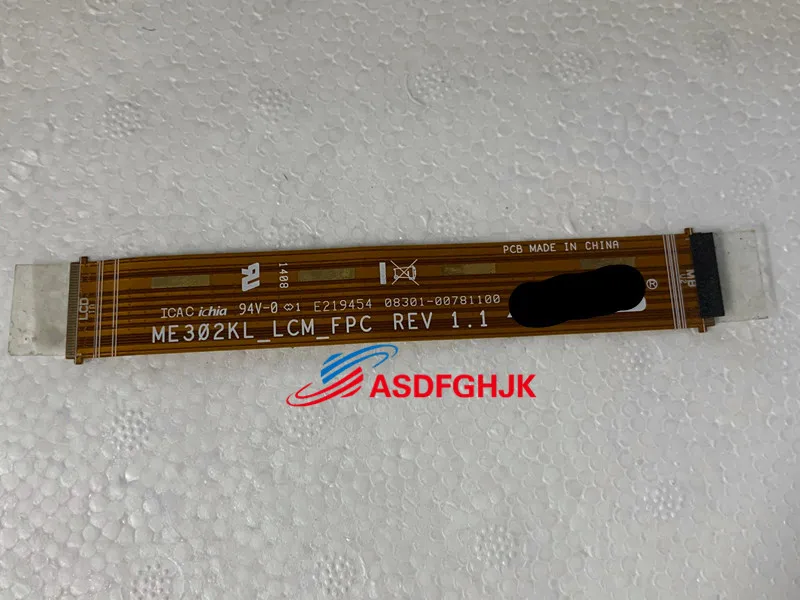 PCB MADE IN CHINA
1408
ICAC ichia 94V-0 1 E219454 08301-00781100
ME302KL_LCM_FPC REV 1.1
®
LCD
MB
ASDFGHJK